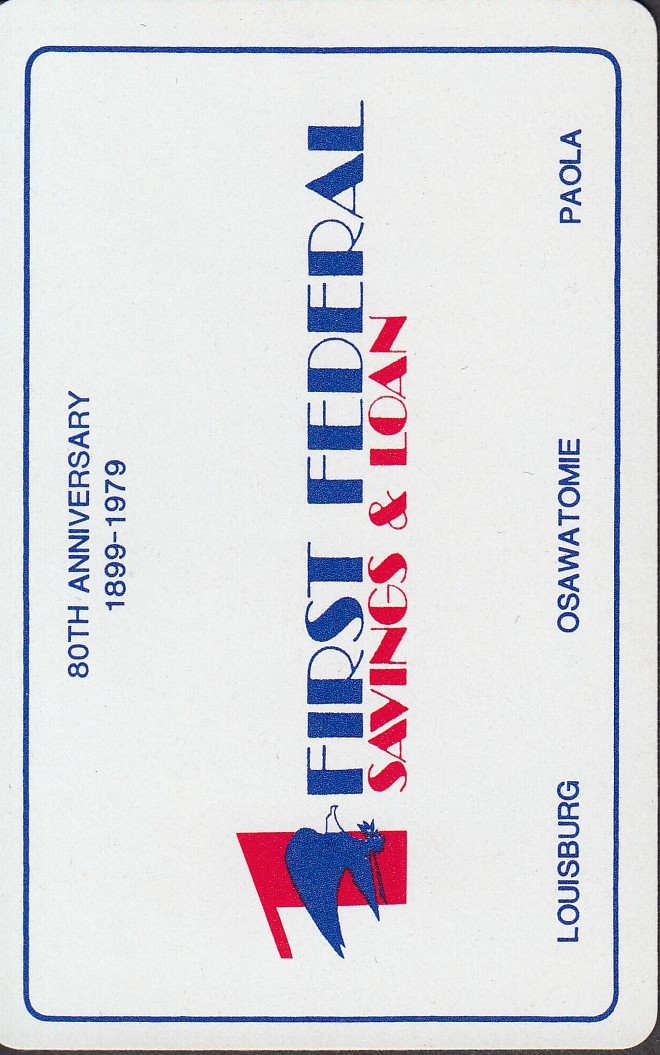 80TH ANNIVERSARY
1899-1979
FIRST FEDERAL
SAVINGS & LOAN
LOUISBURG OSAWATOMIE PAOLA